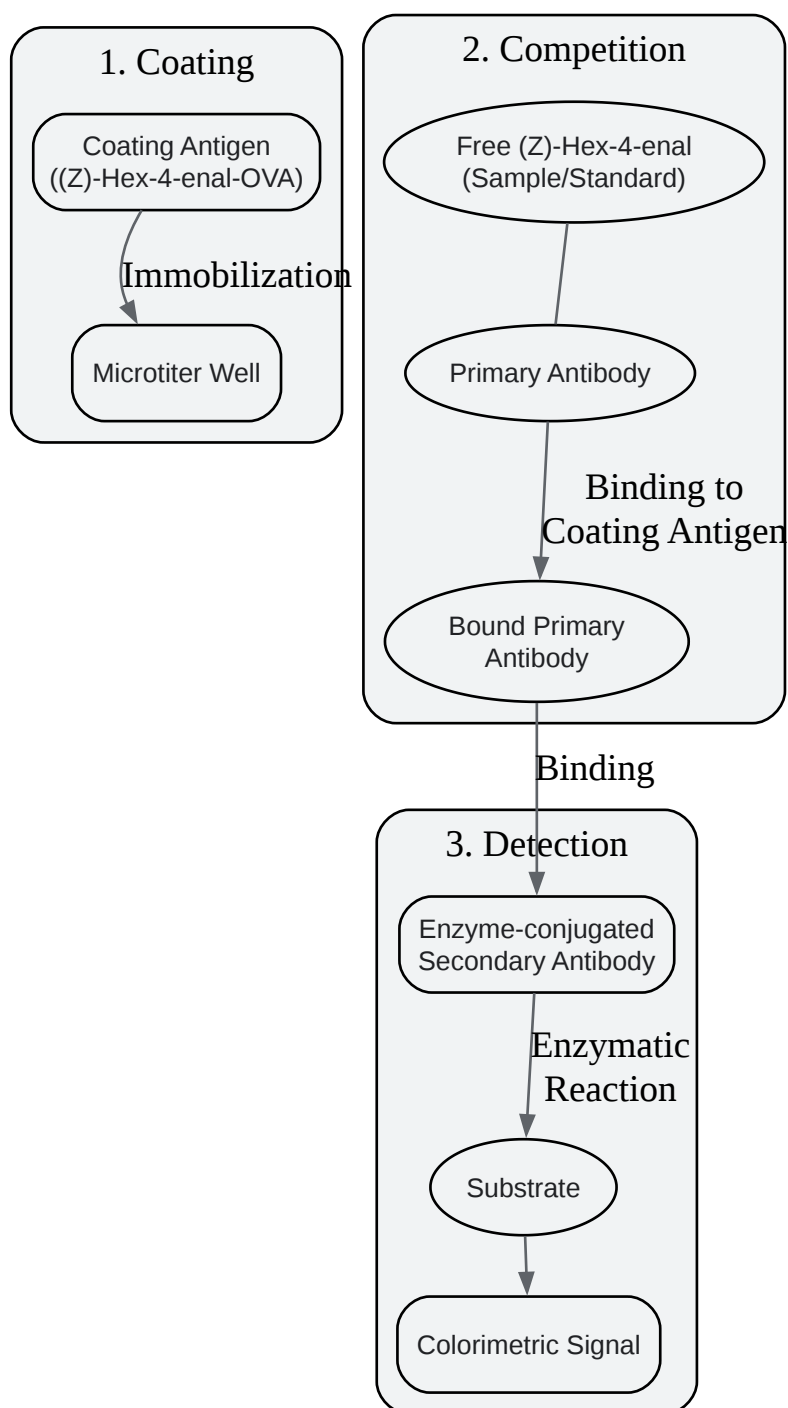 1. Coating
Coating Antigen
((Z)-Hex-4-enal-OVA)
Immobilization
Microtiter Well
2. Competition
Free (Z)-Hex-4-enal
(Sample/Standard)
Primary Antibody
Binding to
Coating Antigen
Bound Primary
Antibody
Binding
3. Detection
Enzyme-conjugated
Secondary Antibody
Enzymatic
Reaction
Substrate
Colorimetric Signal